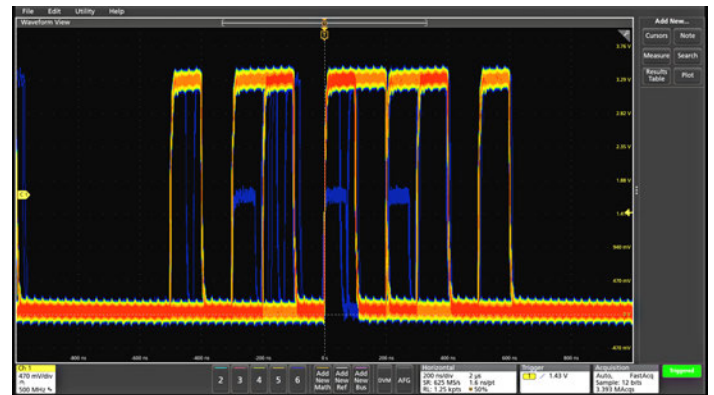 File Edit Utility Help
Waveform View
Add New...
Cursors Note
Measure Search
Results Table Plot
3.76 V
3.29 V
2.82 V
2.35 V
1.88 V
940 mV
470 mV
-470 mV
C1
-800 ns -600 ns -400 ns -200 ns 0 s 200 ns 400 ns 600 ns 800 ns
Ch 1
470 mV/div
500 MHz
2 3 4 5 6
Add New Math
Add New Ref
Add New Bus
DVM AFG
Horizontal
200 ns/div 2 µs
SR: 625 MS/s 1.6 ns/pt
RL: 1.25 kpts 50%
Trigger
1 1.43 V
Acquisition
Auto, FastAcq
Sample: 12 bits
3.393 MAcqs
Triggered